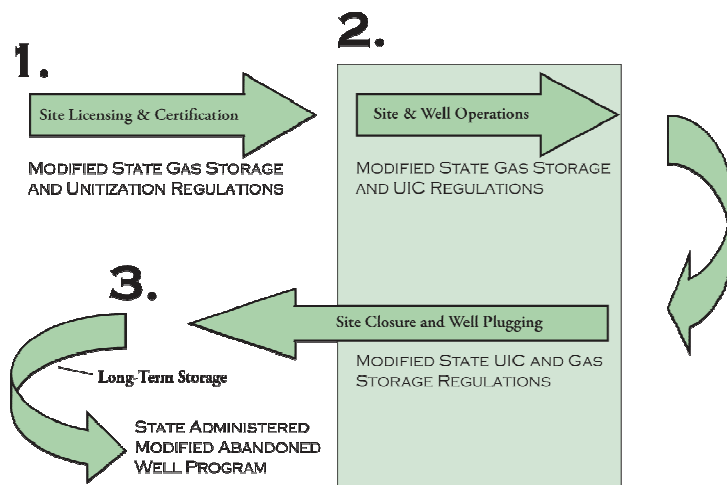 1.
Site Licensing & Certification
MODIFIED STATE GAS STORAGE
AND UNITIZATION REGULATIONS
2.
Site & Well Operations
MODIFIED STATE GAS STORAGE
AND UIC REGULATIONS
3.
Site Closure and Well Plugging
MODIFIED STATE UIC AND GAS
STORAGE REGULATIONS
Long-Term Storage
STATE ADMINISTERED
MODIFIED ABANDONED
WELL PROGRAM